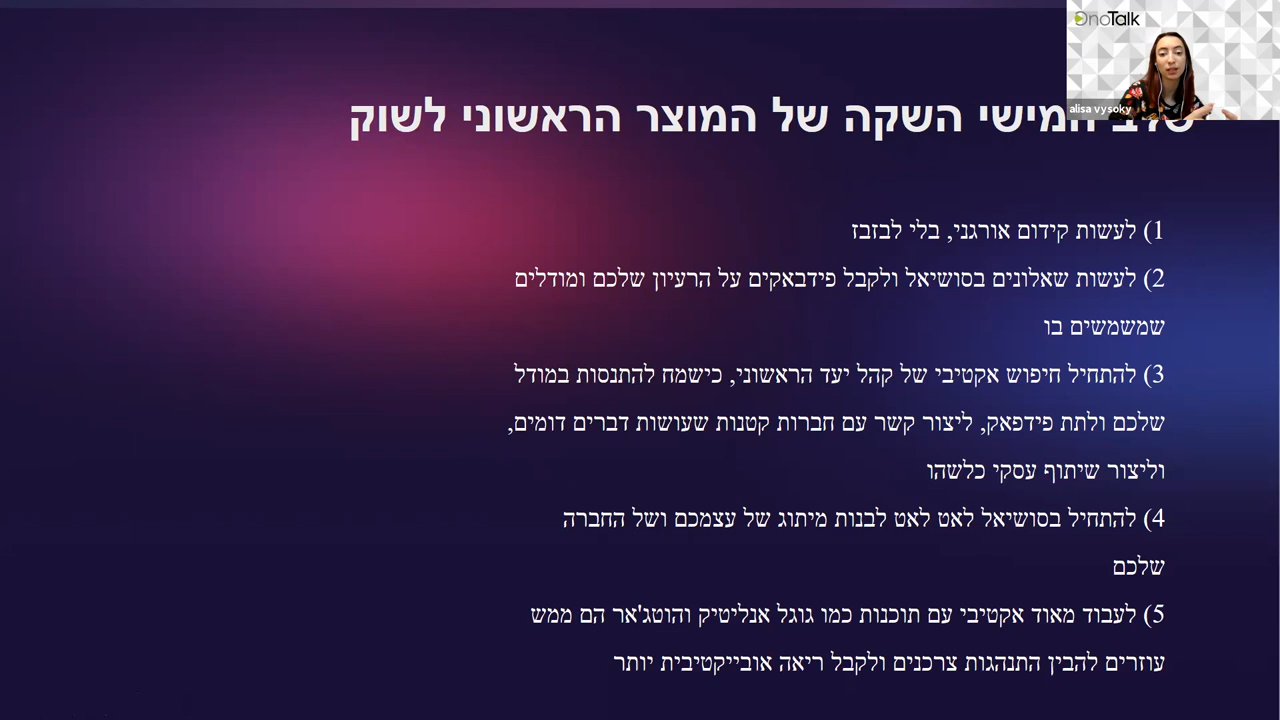 OnoTalk
alisa vysoky
שלב חמישי השקה של המוצר הראשוני לשוק
1) לעשות קידום אורגני, בלי לבזבז
2) לעשות שאלונים בסושיאל ולקבל פידבאקים על הרעיון שלכם ומודלים
שמשמשים בו
3) להתחיל חיפוש אקטיבי של קהל יעד הראשוני, כישמח להתנסות במודל
שלכם ולתת פידפאק, ליצור קשר עם חברות קטנות שעושות דברים דומים,
וליצור שיתוף עסקי כלשהו
4) להתחיל בסושיאל לאט לאט לבנות מיתוג של עצמכם ושל החברה
שלכם
5) לעבוד מאוד אקטיבי עם תוכנות כמו גוגל אנליטיק והוטג'אר הם ממש
עוזרים להבין התנהגות צרכנים ולקבל ריאה אובייקטיבית יותר